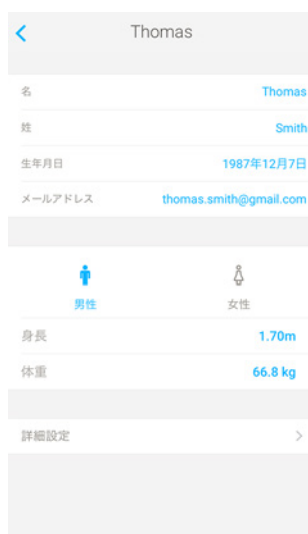 Thomas
名 Thomas
姓 Smith
生年月日 1987年12月7日
メールアドレス thomas.smith@gmail.com
男性 女性
身長 1.70m
体重 66.8 kg
詳細設定